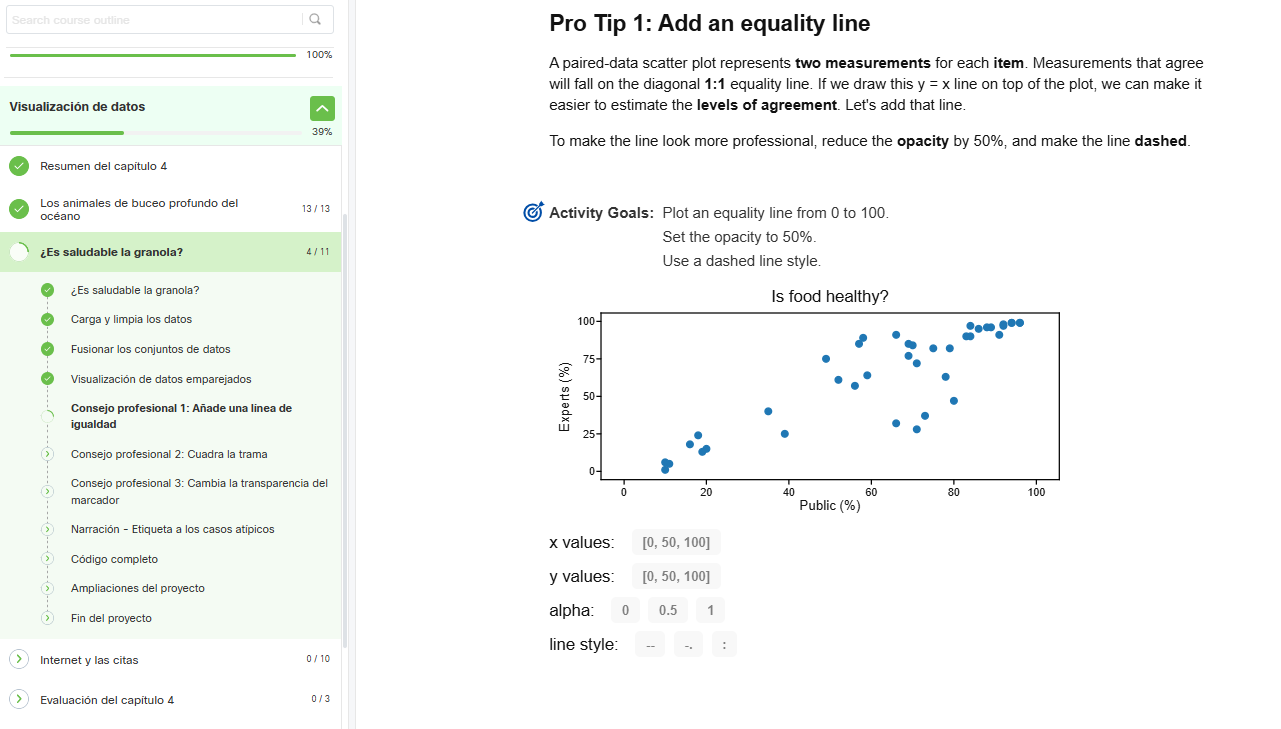 Search course outline
100%
Visualización de datos
39%
Resumen del capítulo 4
Los animales de buceo profundo del
océano
13 / 13
¿Es saludable la granola?
4 / 11
¿Es saludable la granola?
Carga y limpia los datos
Fusionar los conjuntos de datos
Visualización de datos emparejados
Consejo profesional 1: Añade una línea de
igualdad
Consejo profesional 2: Cuadra la trama
Consejo profesional 3: Cambia la transparencia del
marcador
Narración - Etiqueta a los casos atípicos
Código completo
Ampliaciones del proyecto
Fin del proyecto
Internet y las citas
0 / 10
Evaluación del capítulo 4
0 / 3
Pro Tip 1: Add an equality line
A paired-data scatter plot represents two measurements for each item. Measurements that agree
will fall on the diagonal 1:1 equality line. If we draw this y = x line on top of the plot, we can make it
easier to estimate the levels of agreement. Let's add that line.
To make the line look more professional, reduce the opacity by 50%, and make the line dashed.
Activity Goals: Plot an equality line from 0 to 100.
Set the opacity to 50%.
Use a dashed line style.
Is food healthy?
100
75
50
25
0
Experts (%)
0 20 40 60 80 100
Public (%)
x values: [0, 50, 100]
y values: [0, 50, 100]
alpha: 0 0.5 1
line style: -- -. :